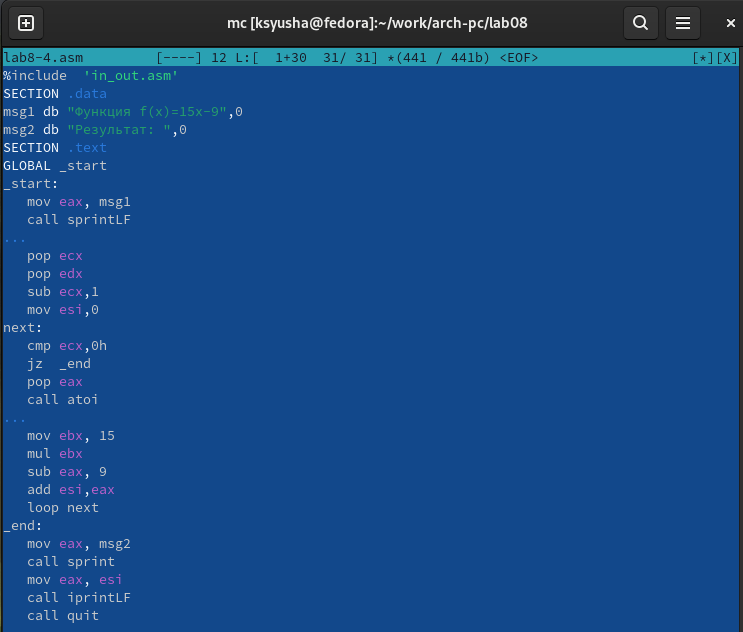 mc [ksyusha@fedora]:~/work/arch-pc/lab08
lab8-4.asm         [----] 12 L:[  1+30  31/ 31] *(441 / 441b) <EOF>                   [*][X]
%include  'in_out.asm'
SECTION .data
msg1 db "Функция f(x)=15x-9",0
msg2 db "Результат: ",0
SECTION .text
GLOBAL _start
_start:
   mov eax, msg1
   call sprintLF
...
   pop ecx
   pop edx
   sub ecx,1
   mov esi,0
next:
   cmp ecx,0h
   jz  _end
   pop eax
   call atoi
...
   mov ebx, 15
   mul ebx
   sub eax, 9
   add esi,eax
   loop next
_end:
   mov eax, msg2
   call sprint
   mov eax, esi
   call iprintLF
   call quit